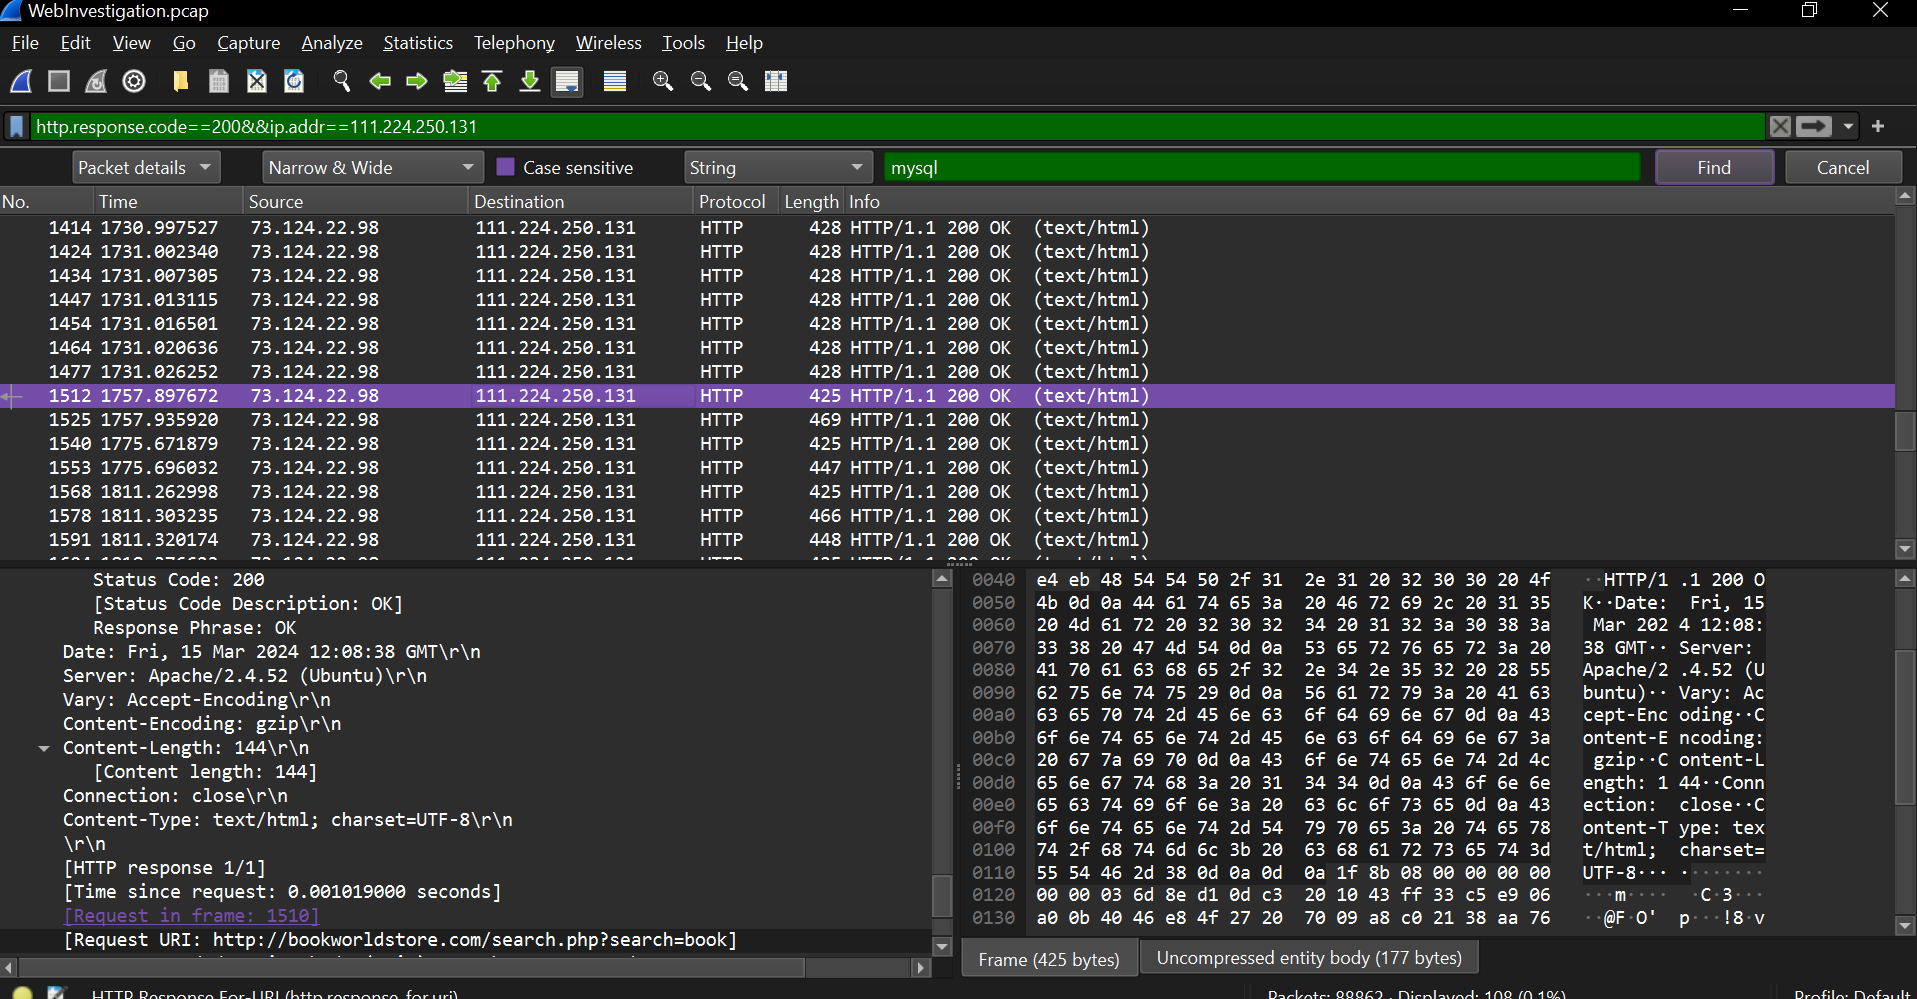 WebInvestigation.pcap
File Edit View Go Capture Analyze Statistics Telephony Wireless Tools Help
http.response.code==200&&ip.addr==111.224.250.131
Packet details Narrow & Wide Case sensitive String mysql Find Cancel
No. Time Source Destination Protocol Length Info
1414 1730.997527 73.124.22.98 111.224.250.131 HTTP 428 HTTP/1.1 200 OK (text/html)
1424 1731.002340 73.124.22.98 111.224.250.131 HTTP 428 HTTP/1.1 200 OK (text/html)
1434 1731.007305 73.124.22.98 111.224.250.131 HTTP 428 HTTP/1.1 200 OK (text/html)
1447 1731.013115 73.124.22.98 111.224.250.131 HTTP 428 HTTP/1.1 200 OK (text/html)
1454 1731.016501 73.124.22.98 111.224.250.131 HTTP 428 HTTP/1.1 200 OK (text/html)
1464 1731.020636 73.124.22.98 111.224.250.131 HTTP 428 HTTP/1.1 200 OK (text/html)
1477 1731.026252 73.124.22.98 111.224.250.131 HTTP 428 HTTP/1.1 200 OK (text/html)
1512 1757.897672 73.124.22.98 111.224.250.131 HTTP 425 HTTP/1.1 200 OK (text/html)
1525 1757.935920 73.124.22.98 111.224.250.131 HTTP 469 HTTP/1.1 200 OK (text/html)
1540 1775.671879 73.124.22.98 111.224.250.131 HTTP 425 HTTP/1.1 200 OK (text/html)
1553 1775.696032 73.124.22.98 111.224.250.131 HTTP 447 HTTP/1.1 200 OK (text/html)
1568 1811.262998 73.124.22.98 111.224.250.131 HTTP 425 HTTP/1.1 200 OK (text/html)
1578 1811.303235 73.124.22.98 111.224.250.131 HTTP 466 HTTP/1.1 200 OK (text/html)
1591 1811.320174 73.124.22.98 111.224.250.131 HTTP 448 HTTP/1.1 200 OK (text/html)
Status Code: 200
[Status Code Description: OK]
Response Phrase: OK
Date: Fri, 15 Mar 2024 12:08:38 GMT\r\n
Server: Apache/2.4.52 (Ubuntu)\r\n
Vary: Accept-Encoding\r\n
Content-Encoding: gzip\r\n
Content-Length: 144\r\n
[Content length: 144]
Connection: close\r\n
Content-Type: text/html; charset=UTF-8\r\n
\r\n
[HTTP response 1/1]
[Time since request: 0.001019000 seconds]
[Request in frame: 1510]
[Request URI: http://bookworldstore.com/search.php?search=book]
0040 e4 eb 48 54 54 50 2f 31 2e 31 20 32 30 30 20 4f ··HTTP/1 .1 200 O
0050 4b 0d 0a 44 61 74 65 3a 20 46 72 69 2c 20 31 35 K··Date: Fri, 15
0060 20 4d 61 72 20 32 30 32 34 20 31 32 3a 30 38 3a Mar 202 4 12:08:
0070 33 38 20 47 4d 54 0d 0a 53 65 72 76 65 72 3a 20 38 GMT·· Server:
0080 41 70 61 63 68 65 2f 32 2e 34 2e 35 32 20 28 55 Apache/2 .4.52 (U
0090 62 75 6e 74 75 29 0d 0a 56 61 72 79 3a 20 41 63 buntu)·· Vary: Ac
00a0 63 65 70 74 2d 45 6e 63 6f 64 69 6e 67 0d 0a 43 cept-Enc oding··C
00b0 6f 6e 74 65 6e 74 2d 45 6e 63 6f 64 69 6e 67 3a ontent-E ncoding:
00c0 20 67 7a 69 70 0d 0a 43 6f 6e 74 65 6e 74 2d 4c gzip··C ontent-L
00d0 65 6e 67 74 68 3a 20 31 34 34 0d 0a 43 6f 6e 6e ength: 1 44··Conn
00e0 65 63 74 69 6f 6e 3a 20 63 6c 6f 73 65 0d 0a 43 ection: close··C
00f0 6f 6e 74 65 6e 74 2d 54 79 70 65 3a 20 74 65 78 ontent-T ype: tex
0100 74 2f 68 74 6d 6c 3b 20 63 68 61 72 73 65 74 3d t/html; charset=
0110 55 54 46 2d 38 0d 0a 0d 0a 1f 8b 08 00 00 00 00 UTF-8··· ········
0120 00 00 03 6d 8e d1 0d c3 20 10 43 ff 33 c5 e9 06 ···m···· ·C·3···
0130 a0 0b 40 46 e8 4f 27 20 70 09 a8 c0 21 38 aa 76 ··@F·O' p···!8·v
Frame (425 bytes) Uncompressed entity body (177 bytes)
HTTP Response For-URI (http.response_for.uri) Packets: 88862 · Displayed: 108 (0.1%) Profile: Default